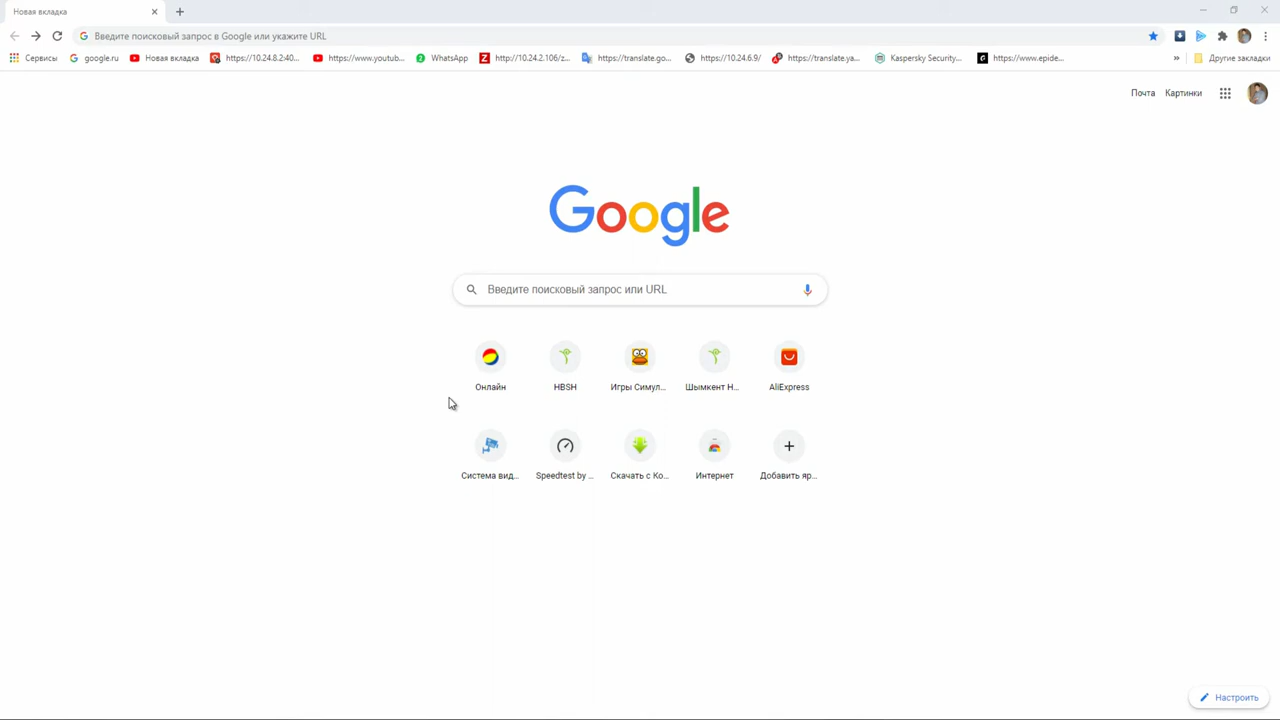 Новая вкладка
Введите поисковый запрос в Google или укажите URL
Сервисы google.ru Новая вкладка https://10.24.8.2:40... https://www.youtub... WhatsApp http://10.24.2.106/z... https://translate.go... https://10.24.6.9/ https://translate.ya... Kaspersky Security... https://www.epide... » Другие закладки
Почта Картинки
Google
Введите поисковый запрос или URL
Онлайн HBSH Игры Симул... Шымкент Н... AliExpress
Система вид... Speedtest by ... Скачать с Ко... Интернет Добавить яр...
Настроить